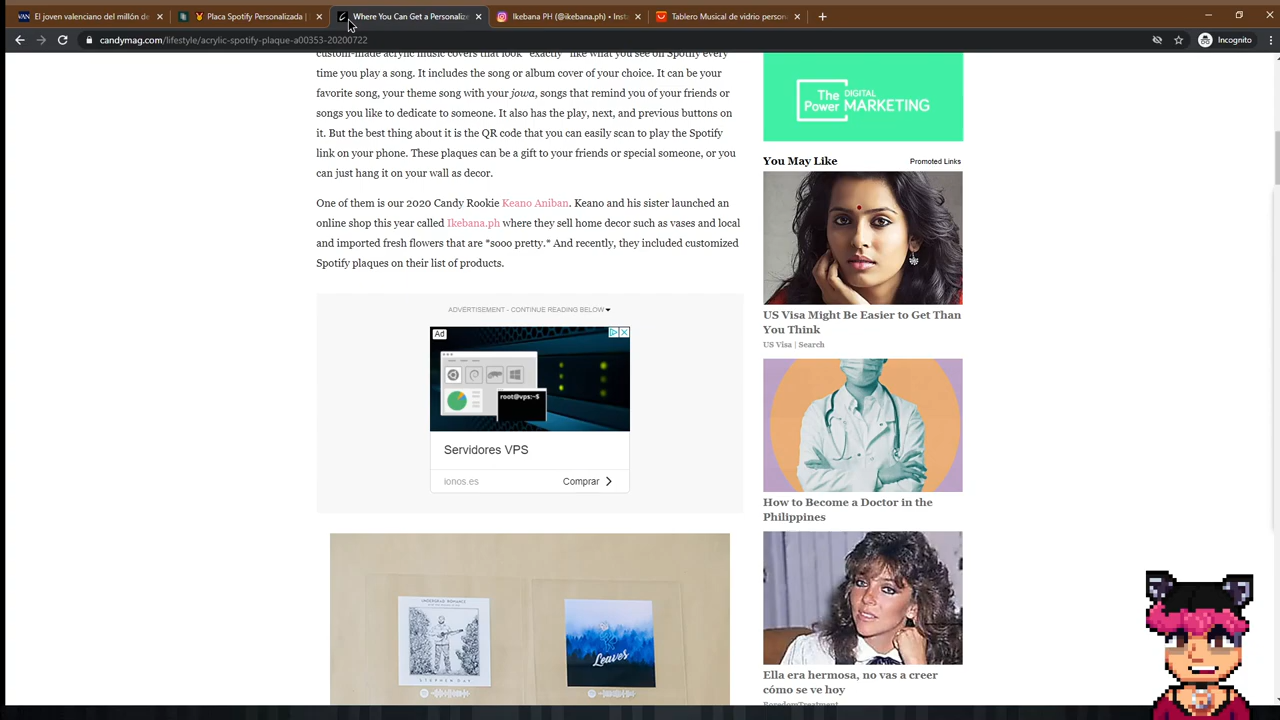 El joven valenciano del millón de
Placa Spotify Personalizada |
Where You Can Get a Personalize
Ikebana PH (@ikebana.ph) • Inst
Tablero Musical de vidrio person
candymag.com/lifestyle/acrylic-spotify-plaque-a00353-20200722
Incognito
custom-made acrylic music covers that look *exactly* like what you see on Spotify every
time you play a song. It includes the song or album cover of your choice. It can be your
favorite song, your theme song with your jowa, songs that remind you of your friends or
songs you like to dedicate to someone. It also has the play, next, and previous buttons on
it. But the best thing about it is the QR code that you can easily scan to play the Spotify
link on your phone. These plaques can be a gift to your friends or special someone, or you
can just hang it on your wall as decor.
One of them is our 2020 Candy Rookie Keano Aniban. Keano and his sister launched an
online shop this year called Ikebana.ph where they sell home decor such as vases and local
and imported fresh flowers that are *sooo pretty.* And recently, they included customized
Spotify plaques on their list of products.
ADVERTISEMENT - CONTINUE READING BELOW
Ad
root@vps:~$
Servidores VPS
ionos.es
Comprar
UNDERGRAD ROMANCE
STEPHEN DAY
Leaves
Spotify
Spotify
The DIGITAL
Power MARKETING
You May Like
Promoted Links
US Visa Might Be Easier to Get Than
You Think
US Visa | Search
How to Become a Doctor in the
Philippines
Ella era hermosa, no vas a creer
cómo se ve hoy
ForedomTreatment